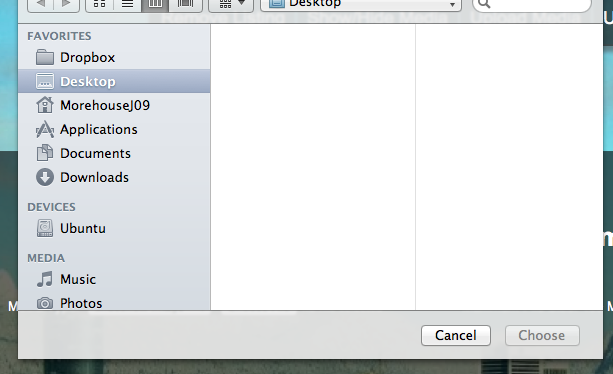 Desktop
FAVORITES
Dropbox
Desktop
MorehouseJ09
Applications
Documents
Downloads
DEVICES
Ubuntu
MEDIA
Music
Photos
Cancel
Choose